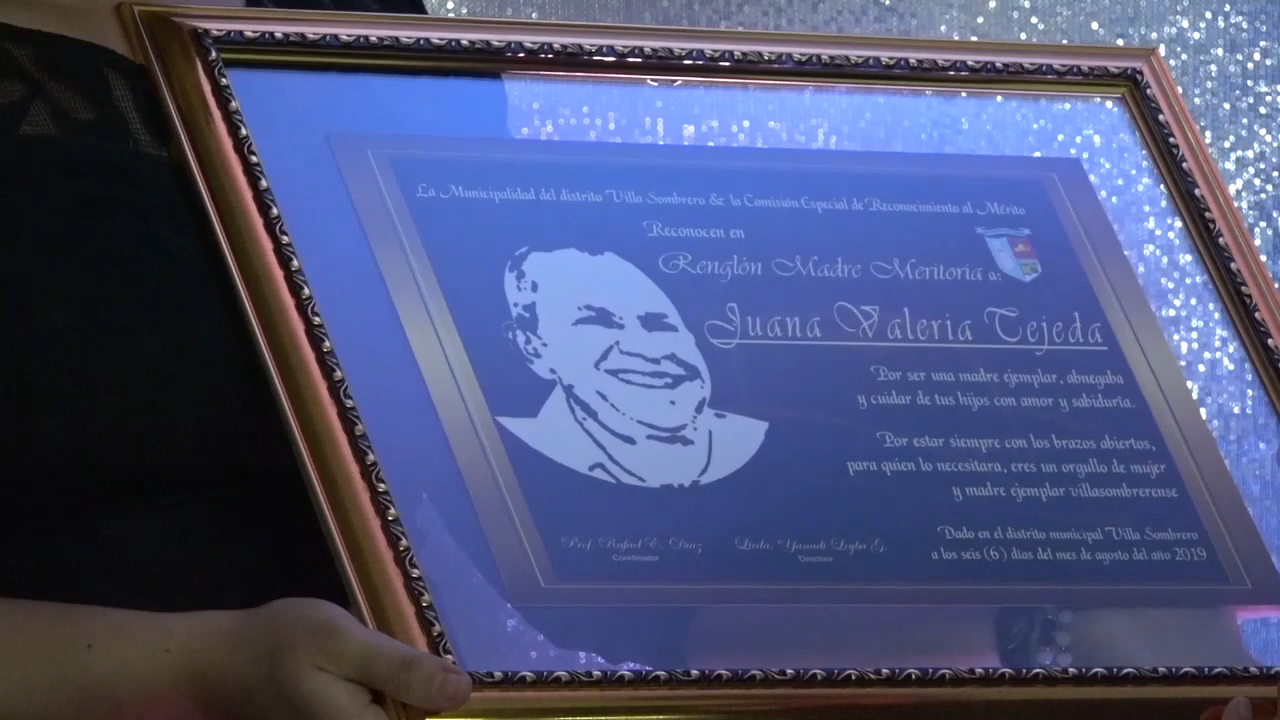 La Municipalidad del distrito Villa Sombrero & la Comisión Especial de Reconocimiento al Mérito
Reconocen en
Renglón Madre Meritoria a:
Juana Valeria Tejeda
Por ser una madre ejemplar, abnegaba
y cuidar de tus hijos con amor y sabiduría.
Por estar siempre con los brazos abiertos,
para quien lo necesitara, eres un orgullo de mujer
y madre ejemplar villasombrerense
Prof. Rafael E. Díaz
Coordinador
Licda. Yanadi G.
Directora
Dado en el distrito municipal Villa Sombrero
a los seis (6) días del mes de agosto del año 2019